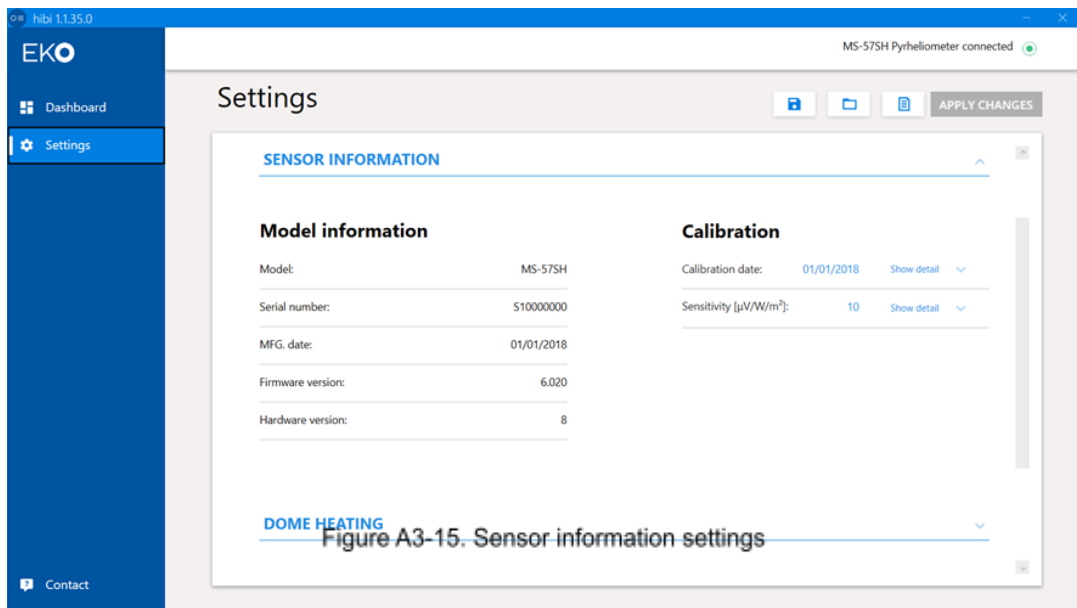 hibi 1.1.35.0
EKO
MS-57SH Pyrheliometer connected
Dashboard
Settings
Contact
Settings
APPLY CHANGES
SENSOR INFORMATION
Model information
Model: MS-57SH
Serial number: S10000000
MFG. date: 01/01/2018
Firmware version: 6.020
Hardware version: 8
Calibration
Calibration date: 01/01/2018 Show detail
Sensitivity [µV/W/m²]: 10 Show detail
DOME HEATING
Figure A3-15. Sensor information settings